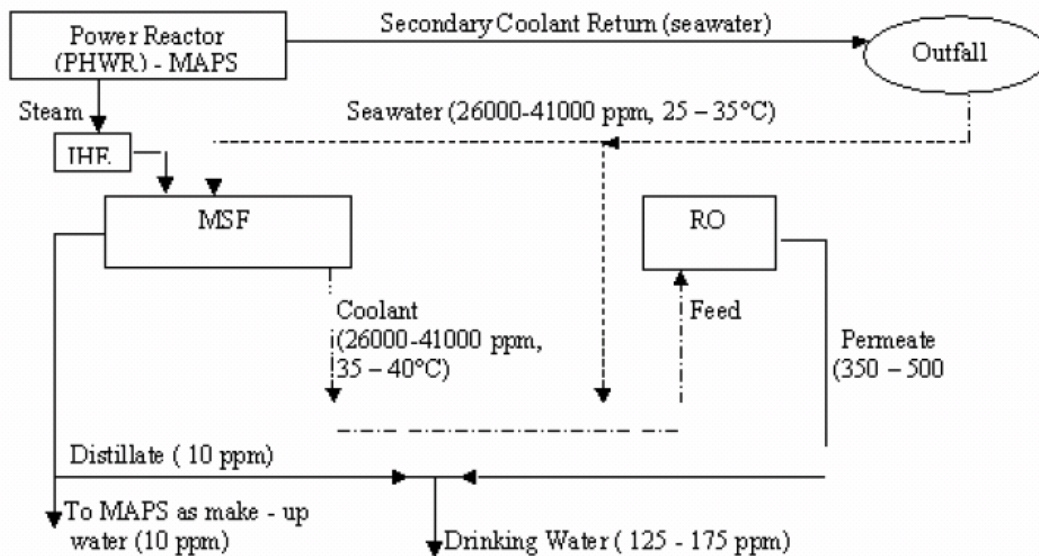 Power Reactor
(PHWR) - MAPS
Secondary Coolant Return (seawater)
Outfall
Steam
Seawater (26000-41000 ppm, 25 – 35°C)
IHE.
MSF
RO
Coolant
(26000-41000 ppm,
35 – 40°C)
Feed
Permeate
(350 – 500
Distillate ( 10 ppm)
To MAPS as make - up
water (10 ppm)
Drinking Water ( 125 - 175 ppm)